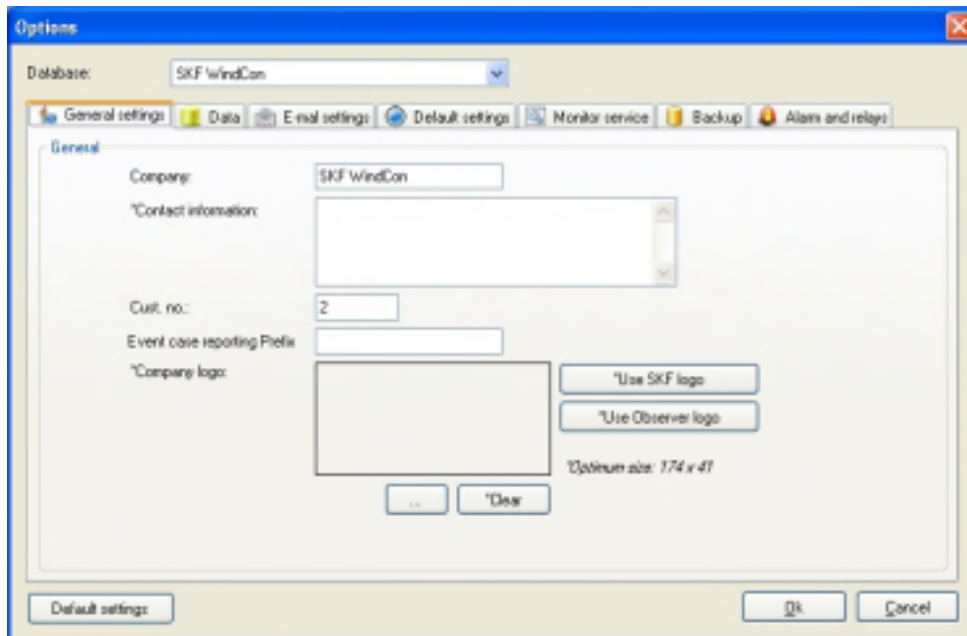 Options
Database: SKF WindCon
General settings Data E-mail settings Default settings Monitor service Backup Alarm and relays
General
Company: SKF WindCon
*Contact information:
Cust. no.: 2
Event case reporting Prefix
*Company logo:
*Use SKF logo
*Use Observer logo
*Optimum size: 174 x 41
... *Clear
Default settings Ok Cancel